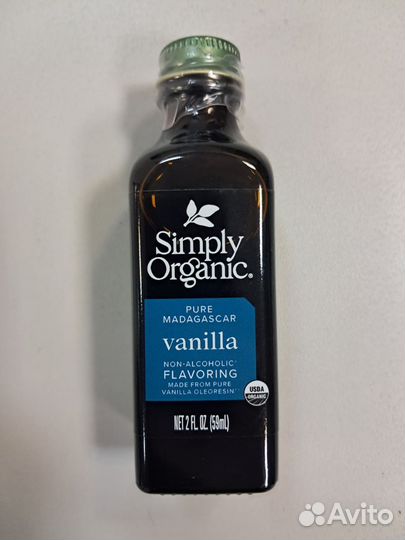 Simply
Organic®
PURE
MADAGASCAR
vanilla
NON-ALCOHOLIC*
FLAVORING
MADE FROM PURE
VANILLA OLEORESIN*
USDA
ORGANIC
NET 2 FL. OZ. (59mL)
Avito